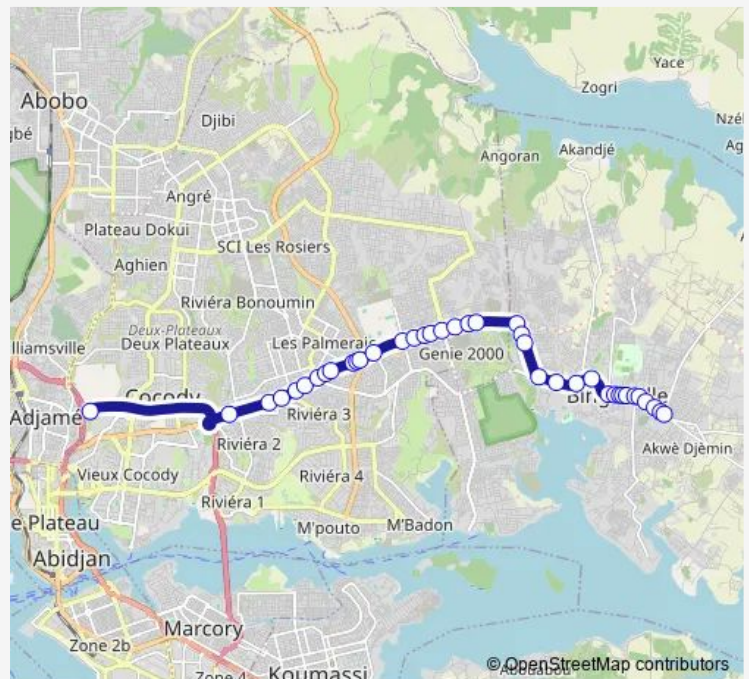 Yace
Zogri
Abobo
Nzél
gbé
Djibi
Ag
Angoran
Akandjé
Angré
Plateau Dokui
SCI Les Rosiers
Aghien
Riviéra Bonoumin
Deux-Plateaux
Deux Plateaux
Les Palmerais
lliamsville
Genie 2000
Cocody
Adjamé
Riviéra 3
Riviéra 2
Akwè Djèmin
Vieux Cocody
Riviéra 4
Riviéra 1
e Plateau
M'pouto
M'Badon
Abidjan
Marcory
Zone 2b
Zone 4
Koumassi
© OpenStreetMap contributors